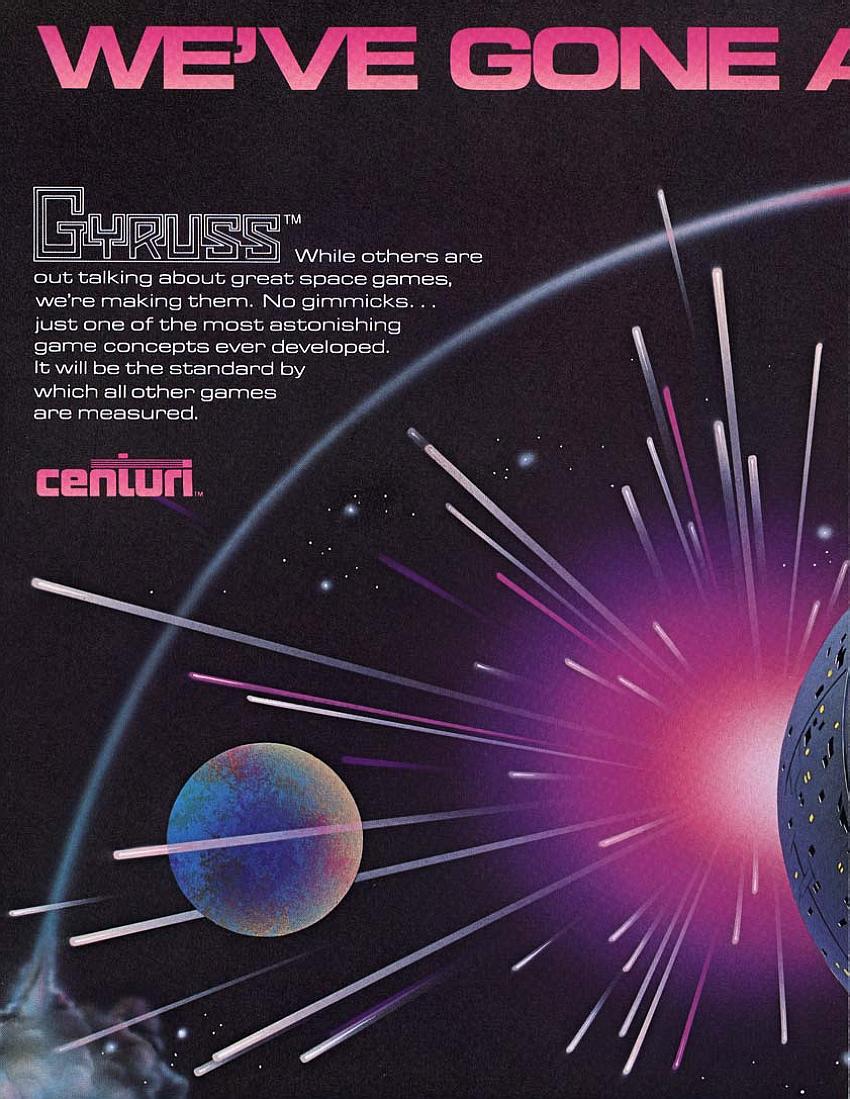 WE'VE GONE A
GYRUSS™ While others are
out talking about great space games,
we're making them. No gimmicks...
just one of the most astonishing
game concepts ever developed.
It will be the standard by
which all other games
are measured.
centuri™